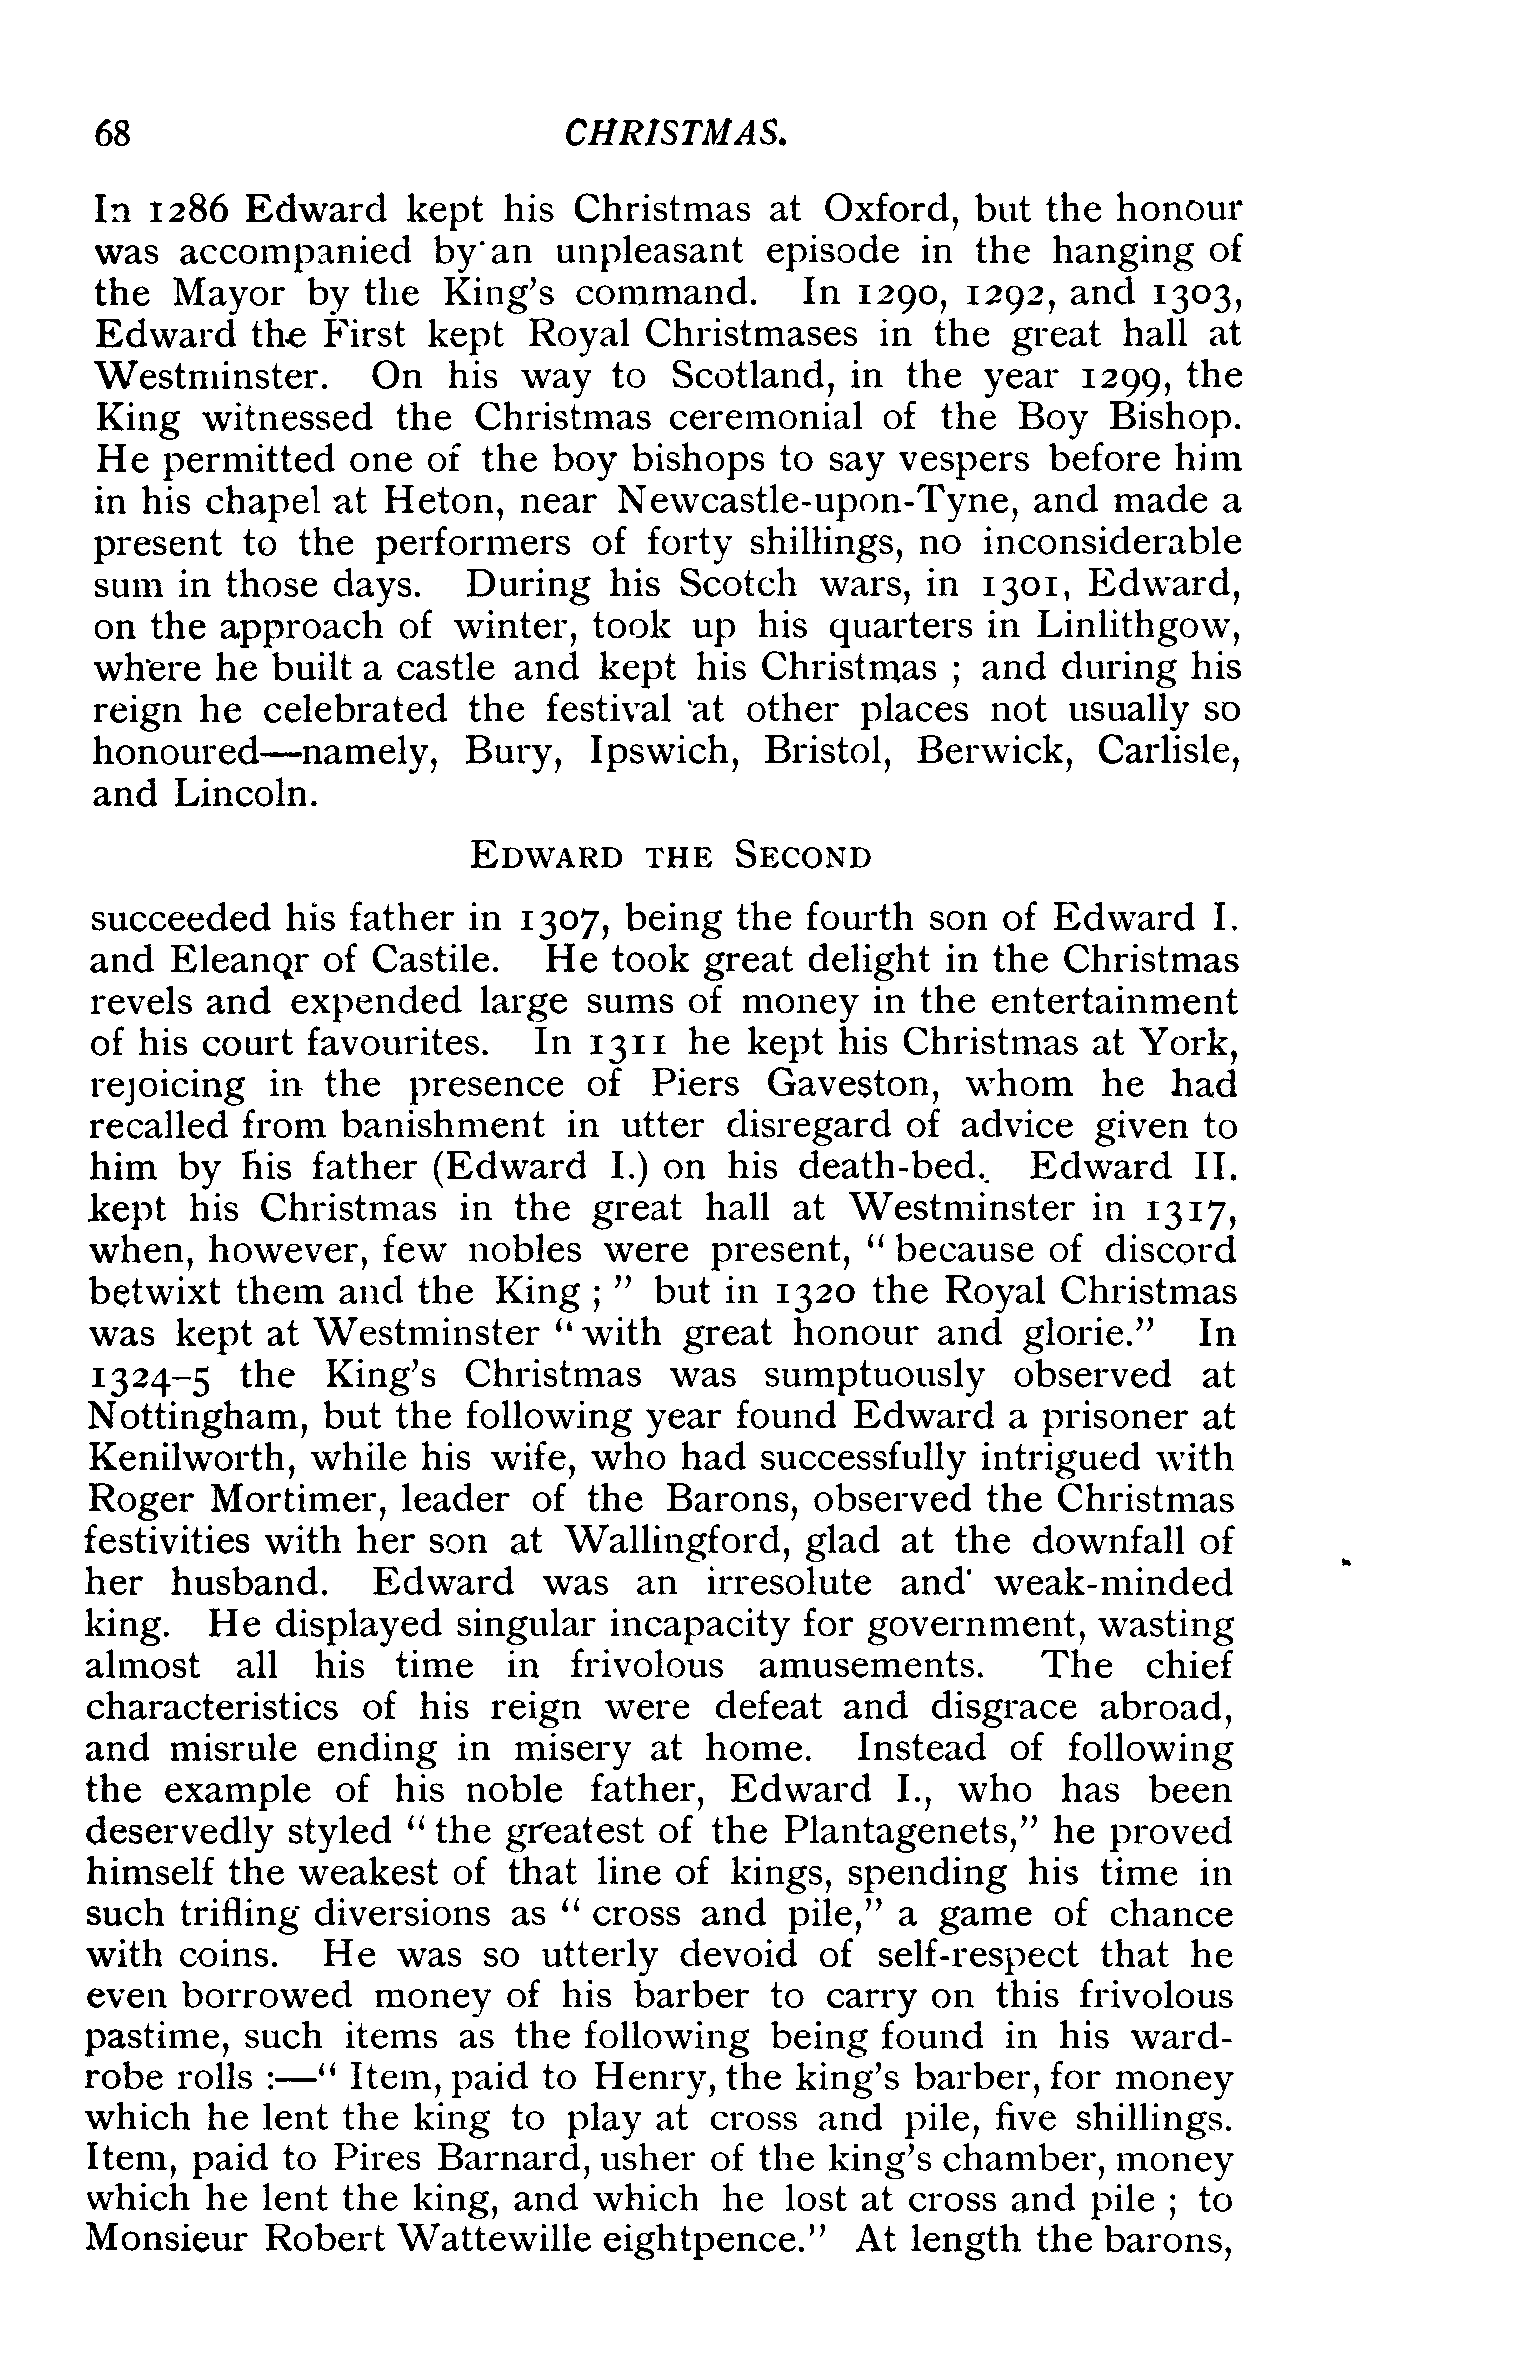 68 CHRISTMAS.
In 1286 Edward kept his Christmas at Oxford, but the honour
was accompanied by an unpleasant episode in the hanging of
the Mayor by the King's command. In 1290, 1292, and 1303,
Edward the First kept Royal Christmases in the great hall at
Westminster. On his way to Scotland, in the year 1299, the
King witnessed the Christmas ceremonial of the Boy Bishop.
He permitted one of the boy bishops to say vespers before him
in his chapel at Heton, near Newcastle-upon-Tyne, and made a
present to the performers of forty shillings, no inconsiderable
sum in those days. During his Scotch wars, in 1301, Edward,
on the approach of winter, took up his quarters in Linlithgow,
where he built a castle and kept his Christmas ; and during his
reign he celebrated the festival at other places not usually so
honoured—namely, Bury, Ipswich, Bristol, Berwick, Carlisle,
and Lincoln.
EDWARD THE SECOND
succeeded his father in 1307, being the fourth son of Edward I.
and Eleanor of Castile. He took great delight in the Christmas
revels and expended large sums of money in the entertainment
of his court favourites. In 1311 he kept his Christmas at York,
rejoicing in the presence of Piers Gaveston, whom he had
recalled from banishment in utter disregard of advice given to
him by his father (Edward I.) on his death-bed. Edward II.
kept his Christmas in the great hall at Westminster in 1317,
when, however, few nobles were present, “ because of discord
betwixt them and the King ; ” but in 1320 the Royal Christmas
was kept at Westminster “ with great honour and glorie.” In
1324–5 the King's Christmas was sumptuously observed at
Nottingham, but the following year found Edward a prisoner at
Kenilworth, while his wife, who had successfully intrigued with
Roger Mortimer, leader of the Barons, observed the Christmas
festivities with her son at Wallingford, glad at the downfall of
her husband. Edward was an irresolute and weak-minded
king. He displayed singular incapacity for government, wasting
almost all his time in frivolous amusements. The chief
characteristics of his reign were defeat and disgrace abroad,
and misrule ending in misery at home. Instead of following
the example of his noble father, Edward I., who has been
deservedly styled “ the greatest of the Plantagenets,” he proved
himself the weakest of that line of kings, spending his time in
such trifling diversions as “ cross and pile,” a game of chance
with coins. He was so utterly devoid of self-respect that he
even borrowed money of his barber to carry on this frivolous
pastime, such items as the following being found in his ward-
robe rolls :—“ Item, paid to Henry, the king's barber, for money
which he lent the king to play at cross and pile, five shillings.
Item, paid to Pires Barnard, usher of the king's chamber, money
which he lent the king, and which he lost at cross and pile ; to
Monsieur Robert Wattewille eightpence.” At length the barons,